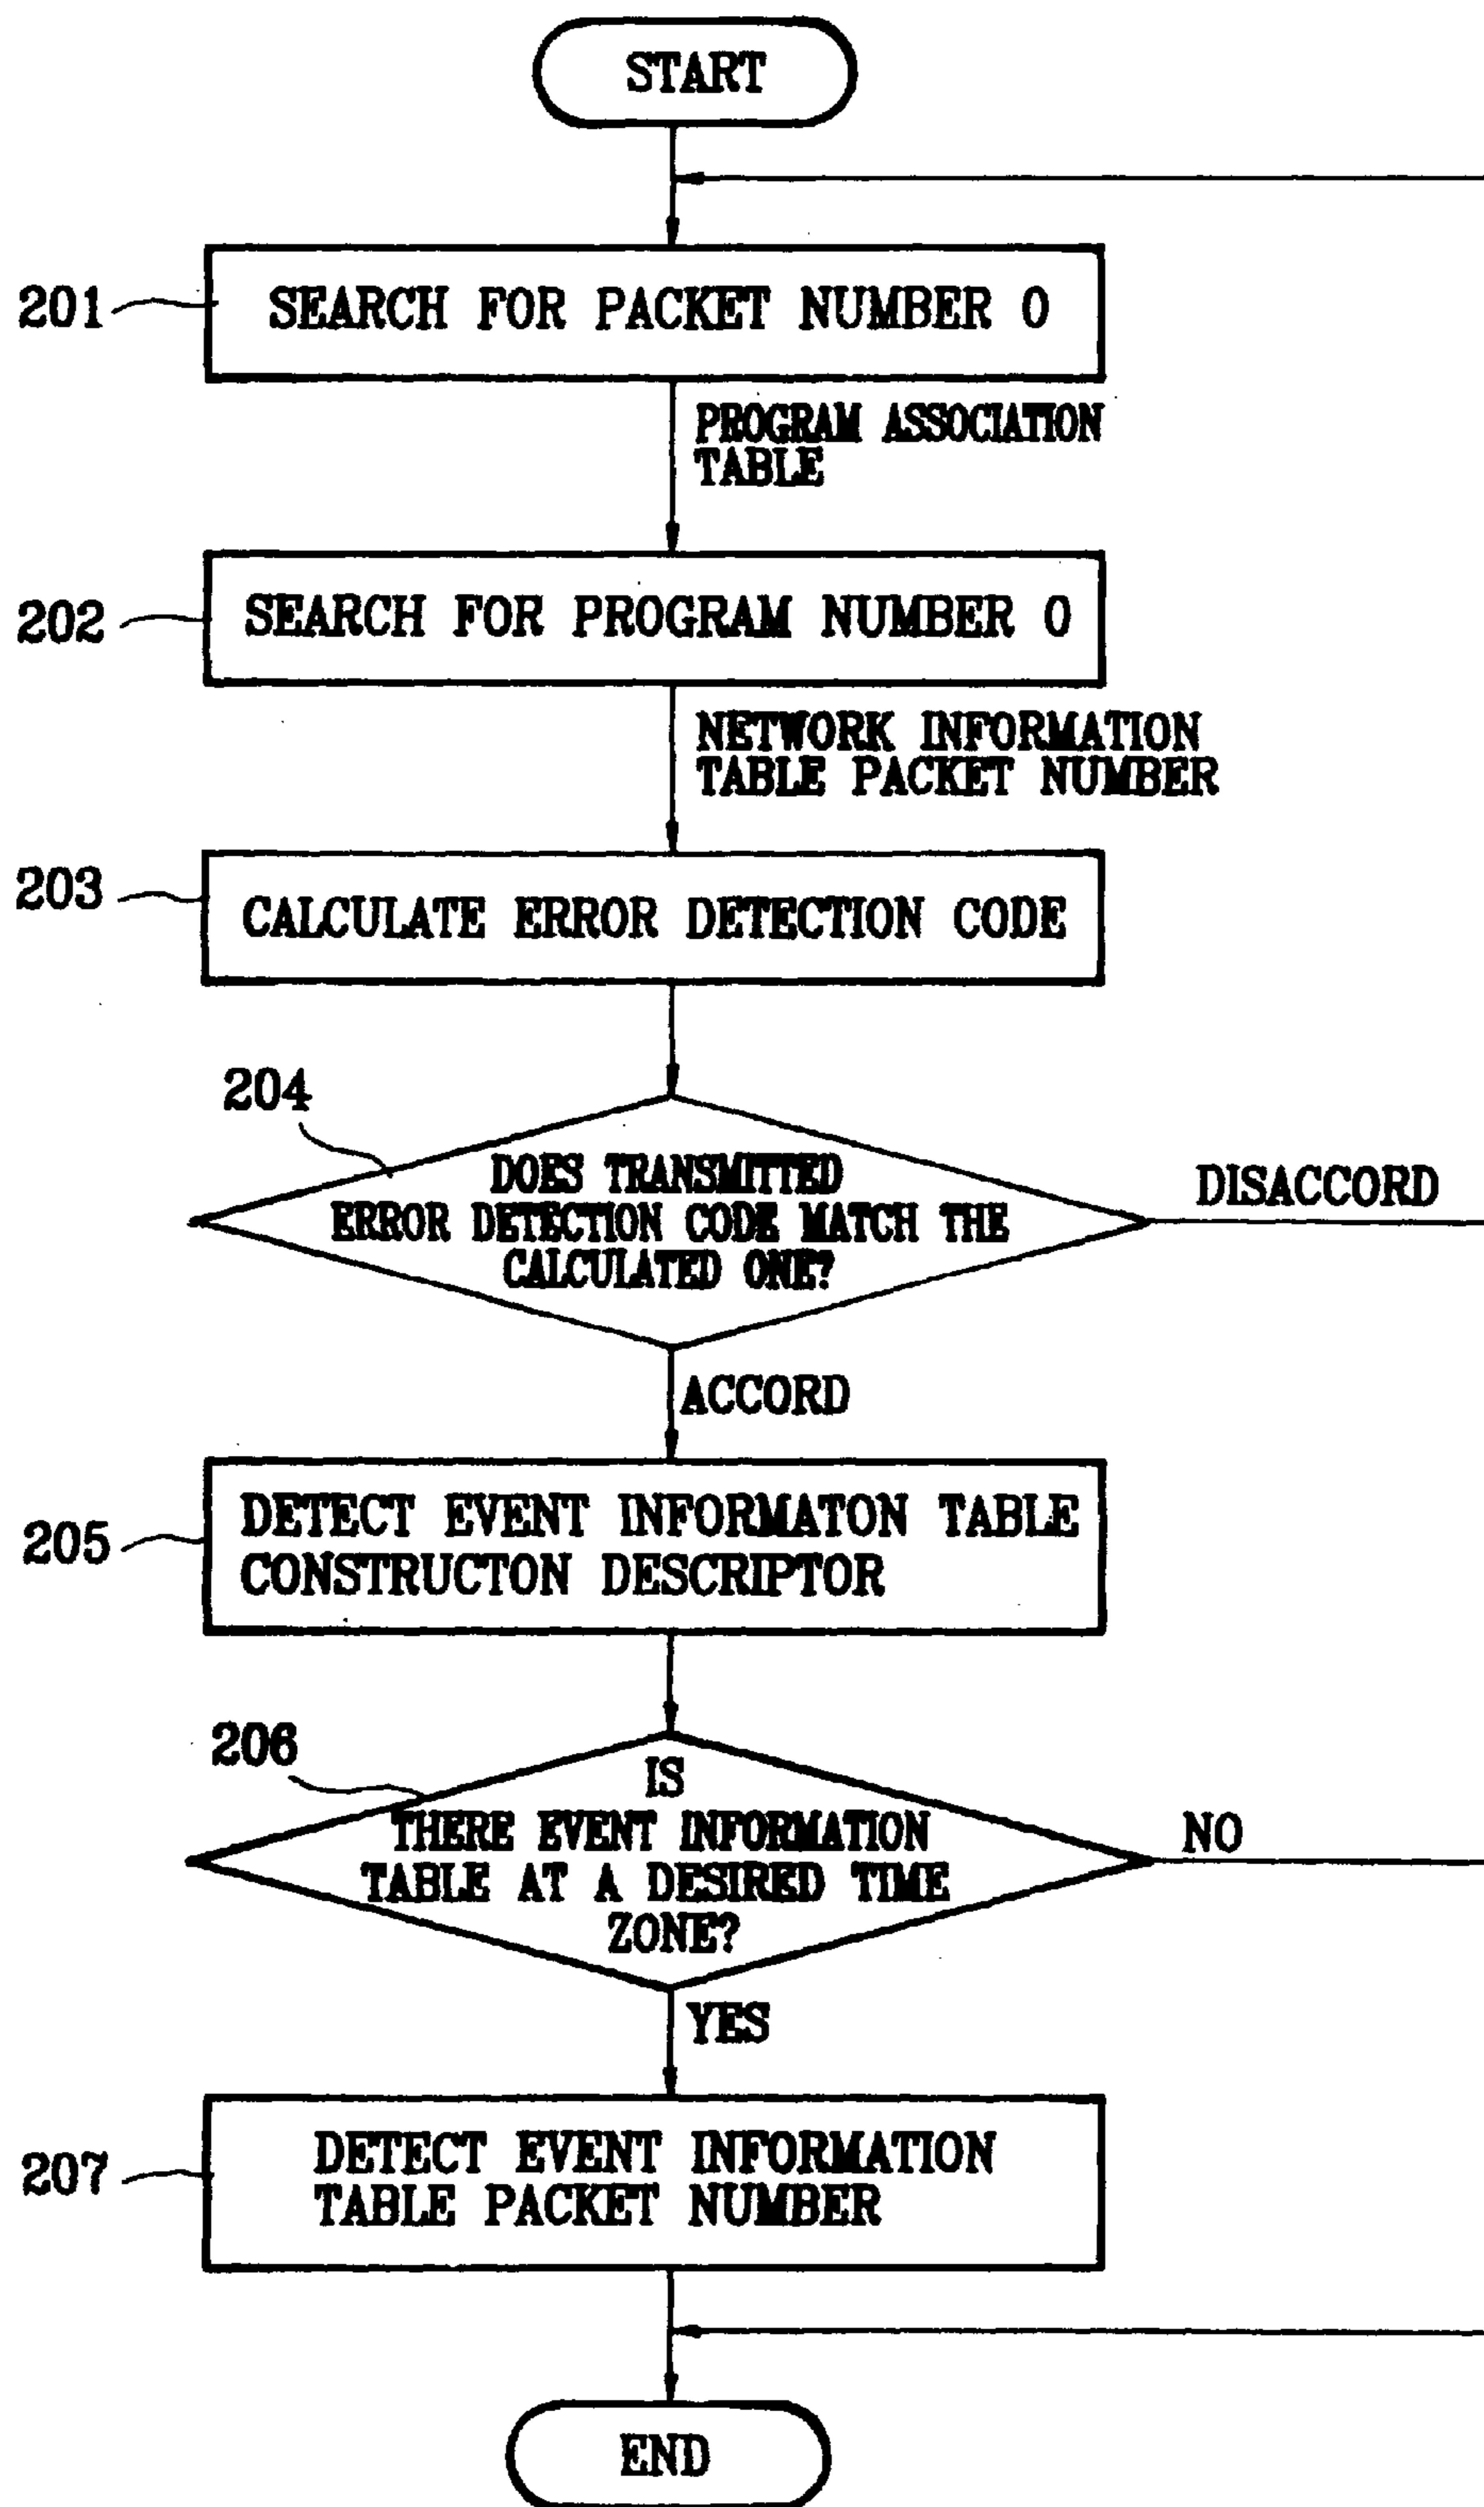 START
201
SEARCH FOR PACKET NUMBER 0
PROGRAM ASSOCIATION
TABLE
202
SEARCH FOR PROGRAM NUMBER 0
NETWORK INFORMATION
TABLE PACKET NUMBER
203
CALCULATE ERROR DETECTION CODE
204
DOES TRANSMITTED
ERROR DETECTION CODE MATCH THE
CALCULATED ONE?
DISACCORD
ACCORD
205
DETECT EVENT INFORMATON TABLE
CONSTRUCTON DESCRIPTOR
206
IS
THERE EVENT INFORMATION
TABLE AT A DESIRED TIME
ZONE?
NO
YES
207
DETECT EVENT INFORMATION
TABLE PACKET NUMBER
END